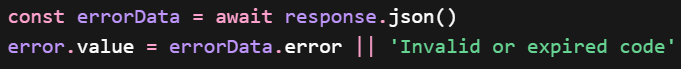 const errorData = await response.json()
error.value = errorData.error || 'Invalid or expired code'